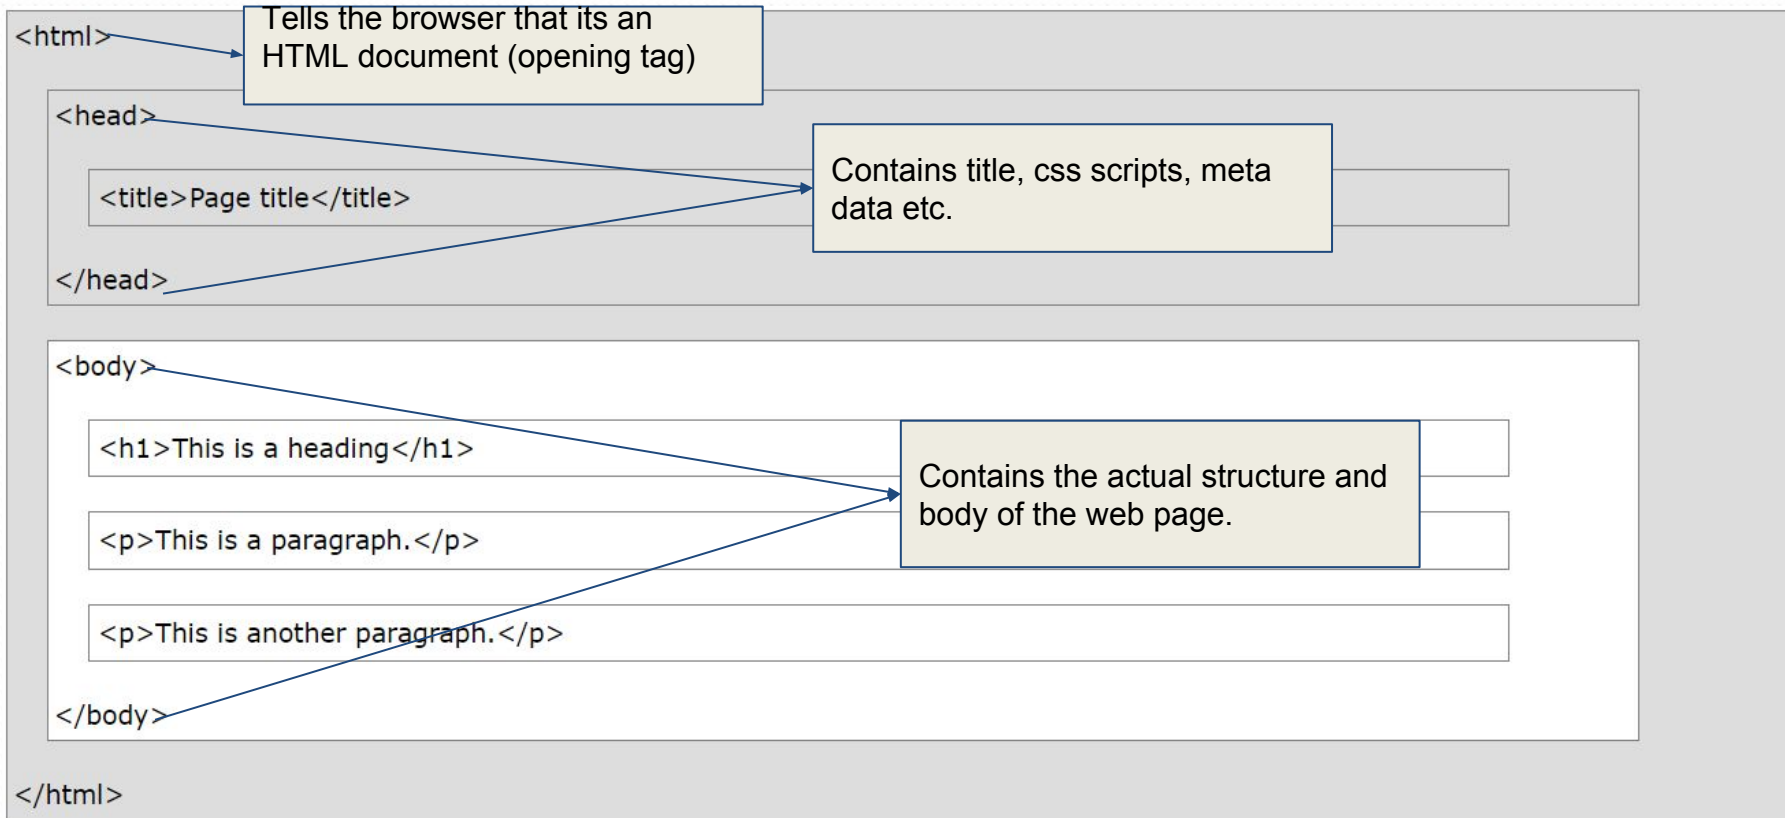 <html>
Tells the browser that its an
HTML document (opening tag)
<head>
Contains title, css scripts, meta
data etc.
<title>Page title</title>
</head>
<body>
<h1>This is a heading</h1>
Contains the actual structure and
body of the web page.
<p>This is a paragraph.</p>
<p>This is another paragraph.</p>
</body>
</html>